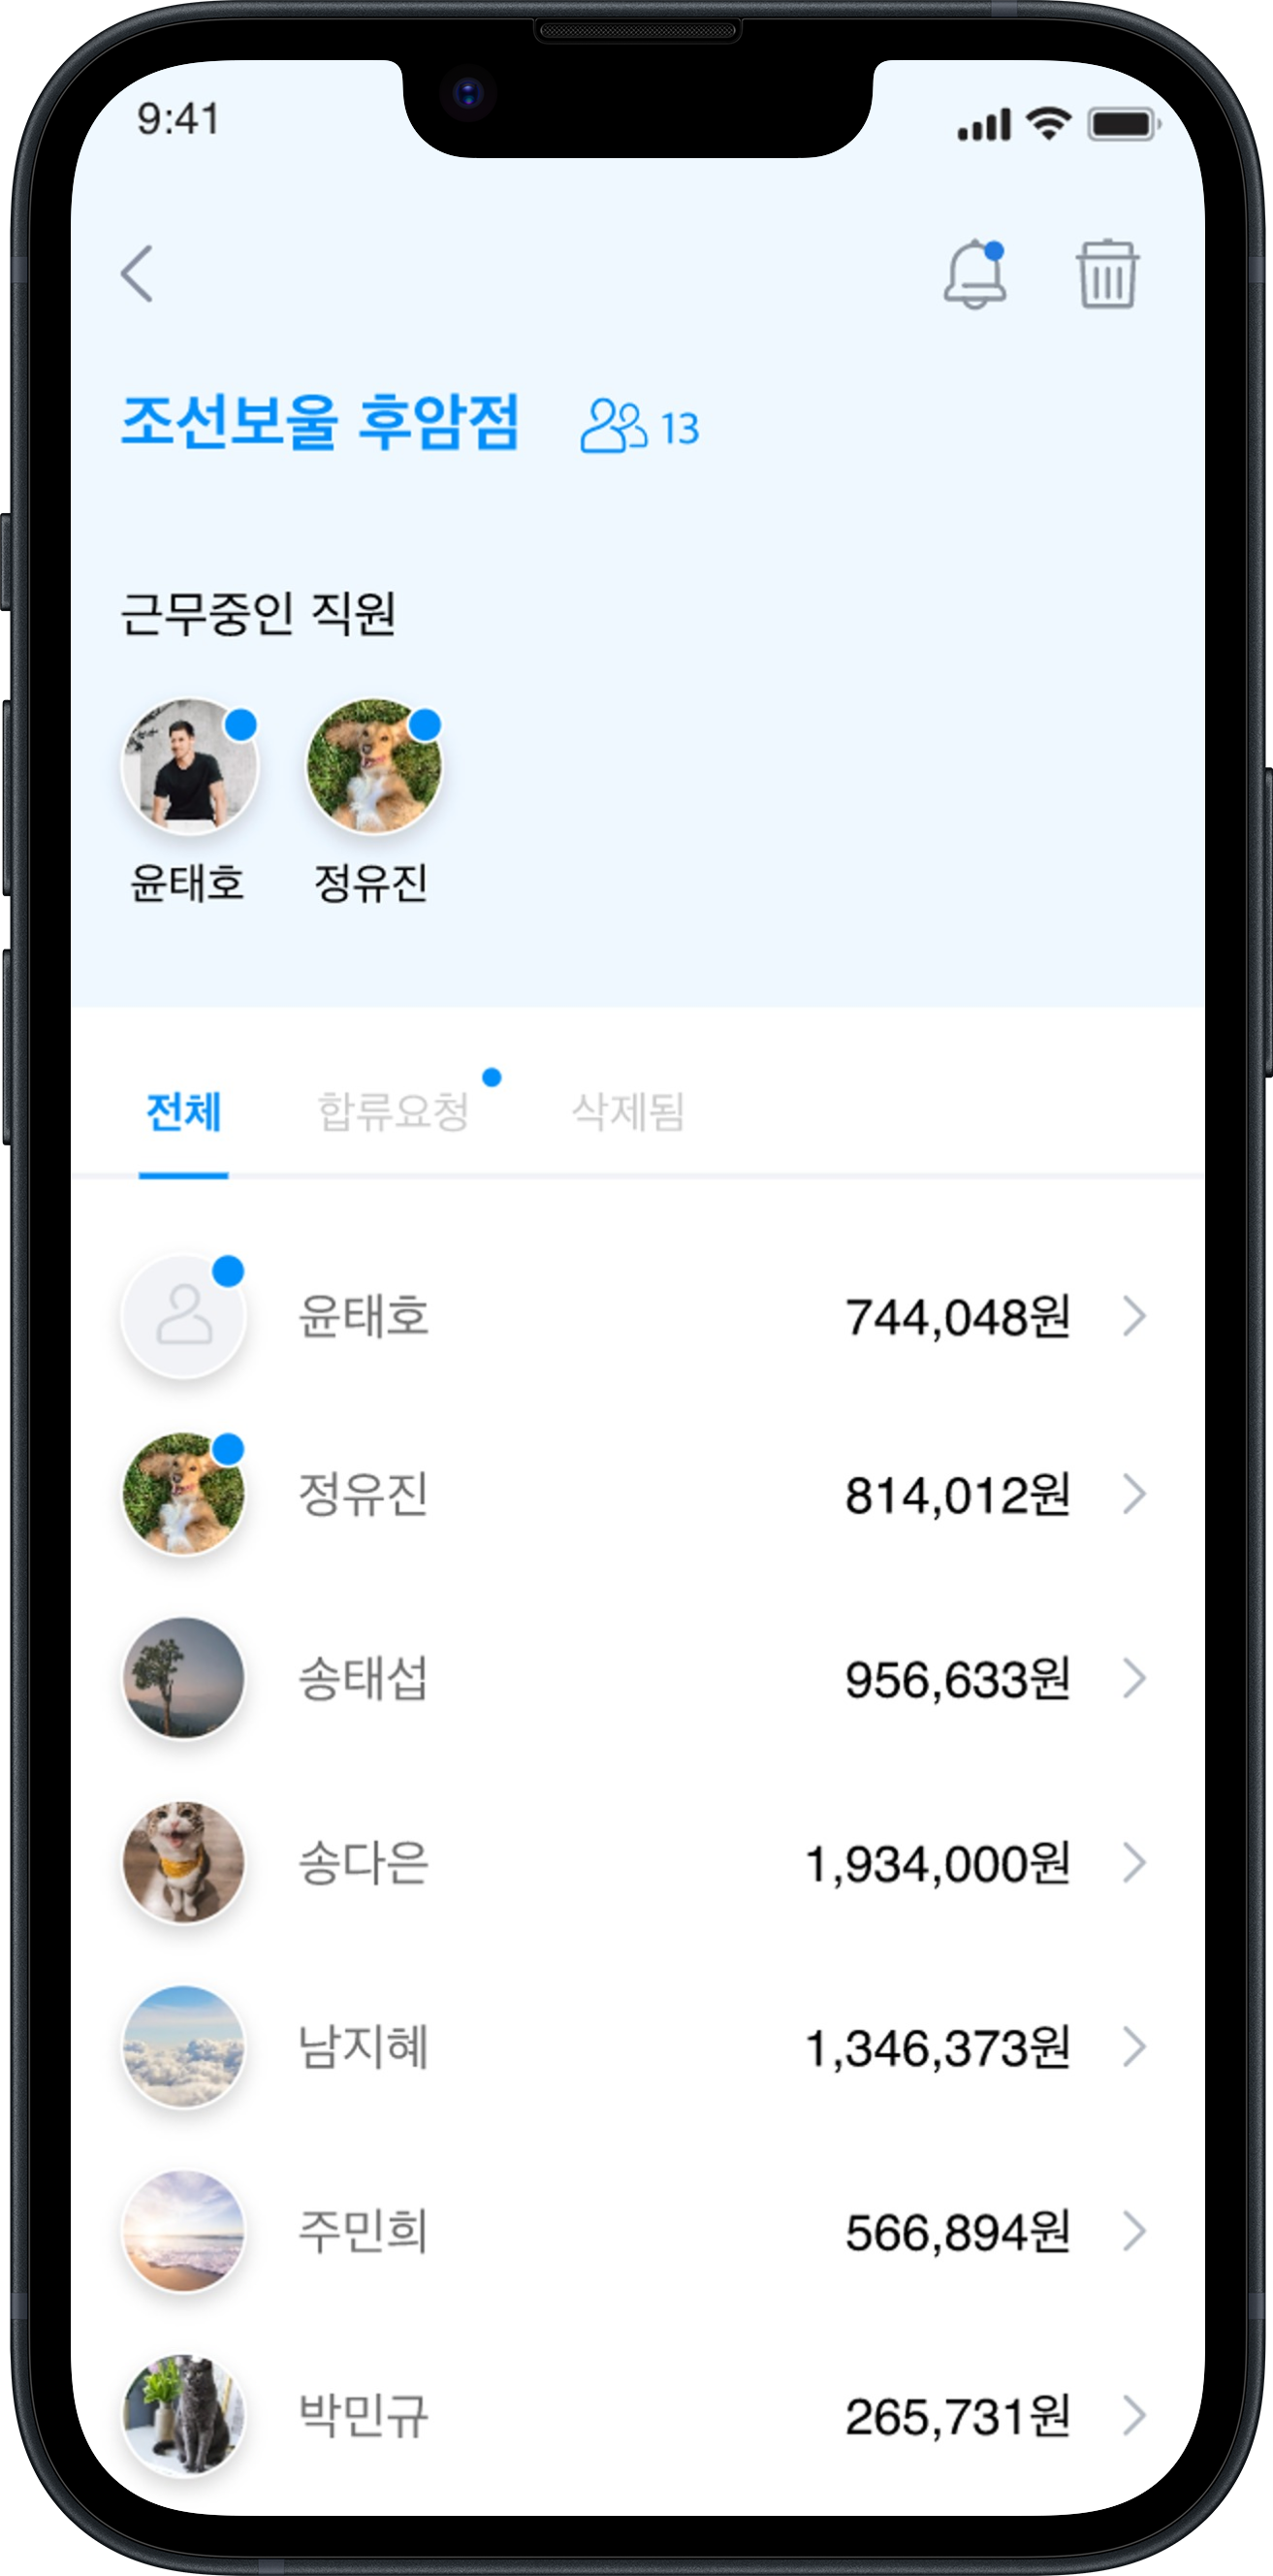 9:41
조선보울 후암점 13
근무중인 직원
윤태호 정유진
전체 합류요청 삭제됨
윤태호 744,048원
정유진 814,012원
송태섭 956,633원
송다은 1,934,000원
남지혜 1,346,373원
주민희 566,894원
박민규 265,731원